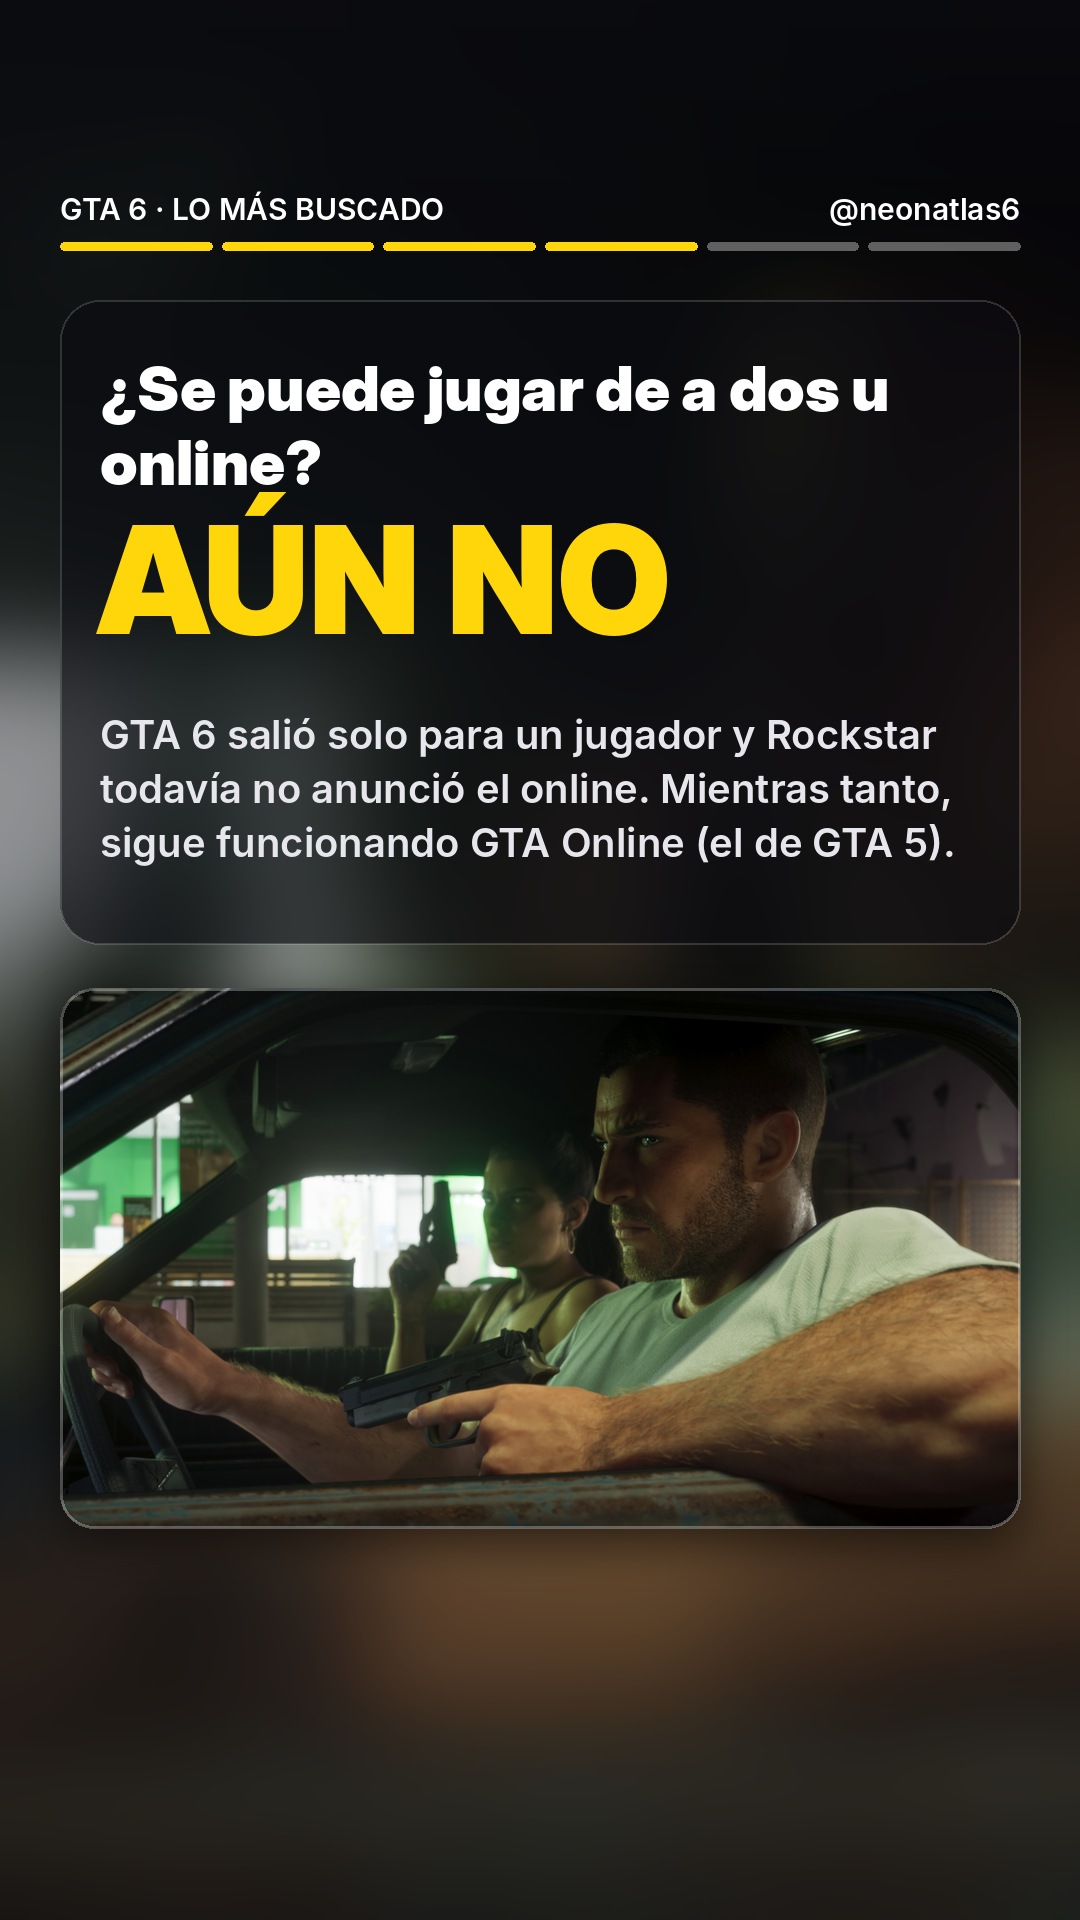 GTA 6 · LO MÁS BUSCADO
@neonatlas6
¿Se puede jugar de a dos u
online?
AÚN NO
GTA 6 salió solo para un jugador y Rockstar
todavía no anunció el online. Mientras tanto,
sigue funcionando GTA Online (el de GTA 5).